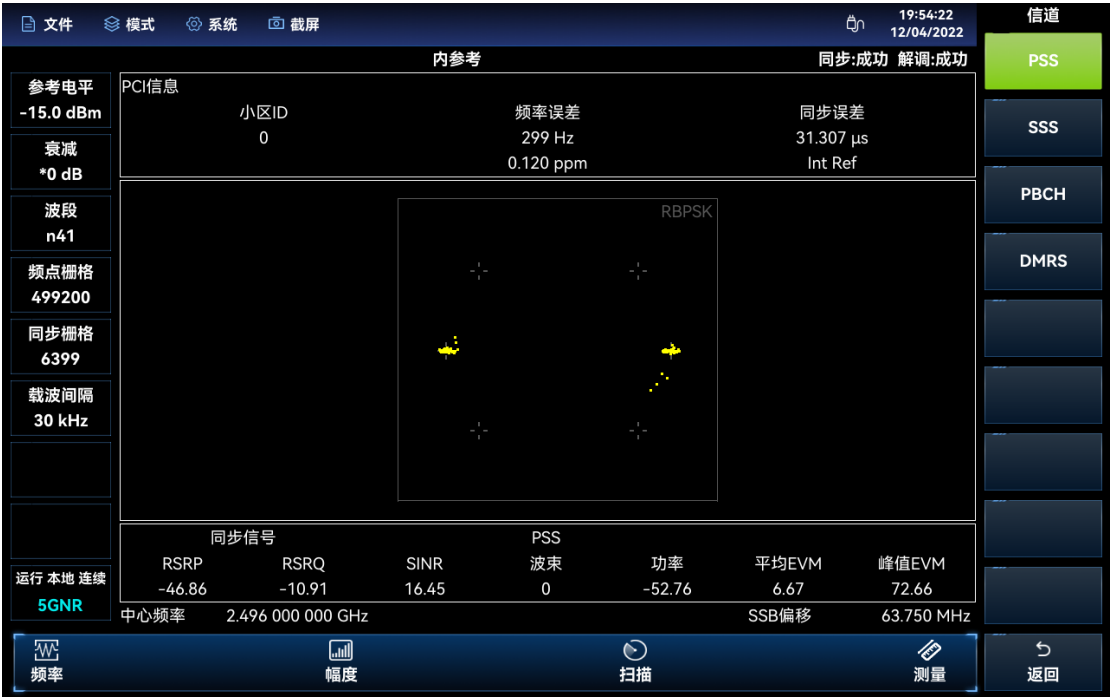 文件 模式 系统 截屏 19:54:22 信道
12/04/2022
内参考 同步:成功 解调:成功 PSS
参考电平 PCI信息
-15.0 dBm 小区ID 频率误差 同步误差
0 299 Hz 31.307 μs SSS
衰减 0.120 ppm Int Ref
*0 dB
波段 RBPSK PBCH
n41
频点栅格 DMRS
499200
同步栅格
6399
载波间隔
30 kHz
同步信号 PSS
RSRP RSRQ SINR 波束 功率 平均EVM 峰值EVM
-46.86 -10.91 16.45 0 -52.76 6.67 72.66
运行 本地 连续
5GNR
中心频率 2.496 000 000 GHz SSB偏移 63.750 MHz
频率 幅度 扫描 测量 返回